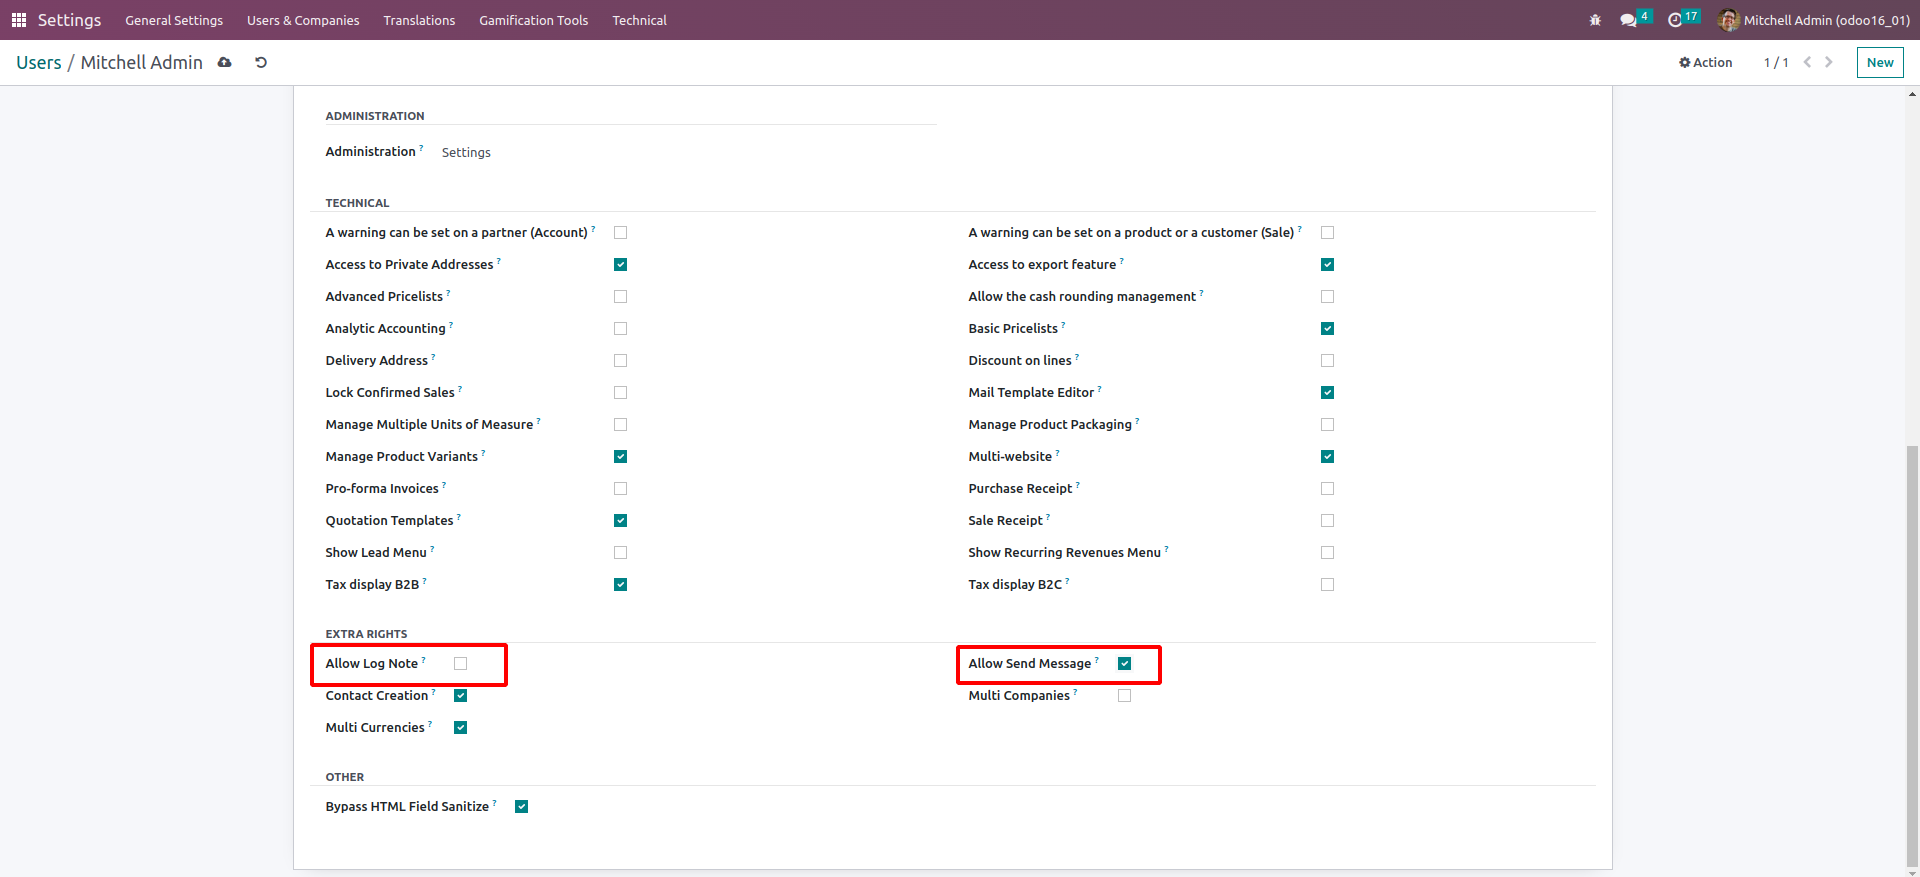 Settings General Settings Users & Companies Translations Gamification Tools Technical 4 17 Mitchell Admin (odoo16_01)
Users / Mitchell Admin Action 1 / 1 New
ADMINISTRATION
Administration ? Settings
TECHNICAL
A warning can be set on a partner (Account) ? A warning can be set on a product or a customer (Sale) ?
Access to Private Addresses ? Access to export feature ?
Advanced Pricelists ? Allow the cash rounding management ?
Analytic Accounting ? Basic Pricelists ?
Delivery Address ? Discount on lines ?
Lock Confirmed Sales ? Mail Template Editor ?
Manage Multiple Units of Measure ? Manage Product Packaging ?
Manage Product Variants ? Multi-website ?
Pro-forma Invoices ? Purchase Receipt ?
Quotation Templates ? Sale Receipt ?
Show Lead Menu ? Show Recurring Revenues Menu ?
Tax display B2B ? Tax display B2C ?
EXTRA RIGHTS
Allow Log Note ? Allow Send Message ?
Contact Creation ? Multi Companies ?
Multi Currencies ?
OTHER
Bypass HTML Field Sanitize ?